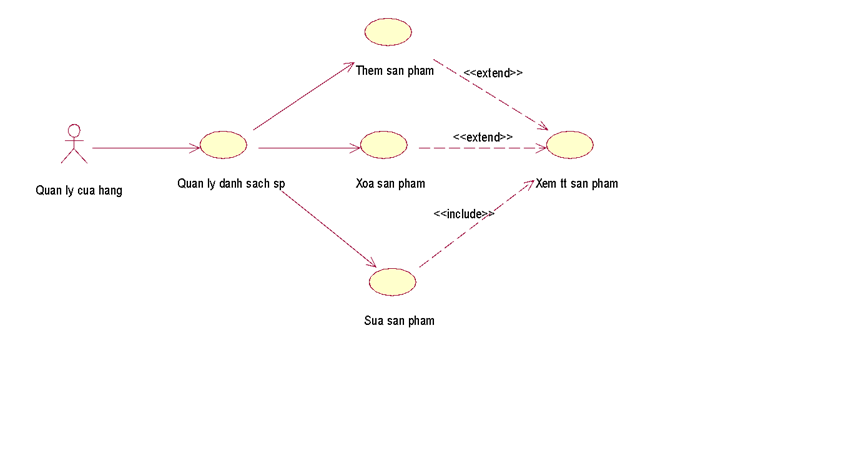 Them san pham
<<extend>>
<<extend>>
Quan ly cua hang
Quan ly danh sach sp
Xoa san pham
Xem tt san pham
<<include>>
Sua san pham